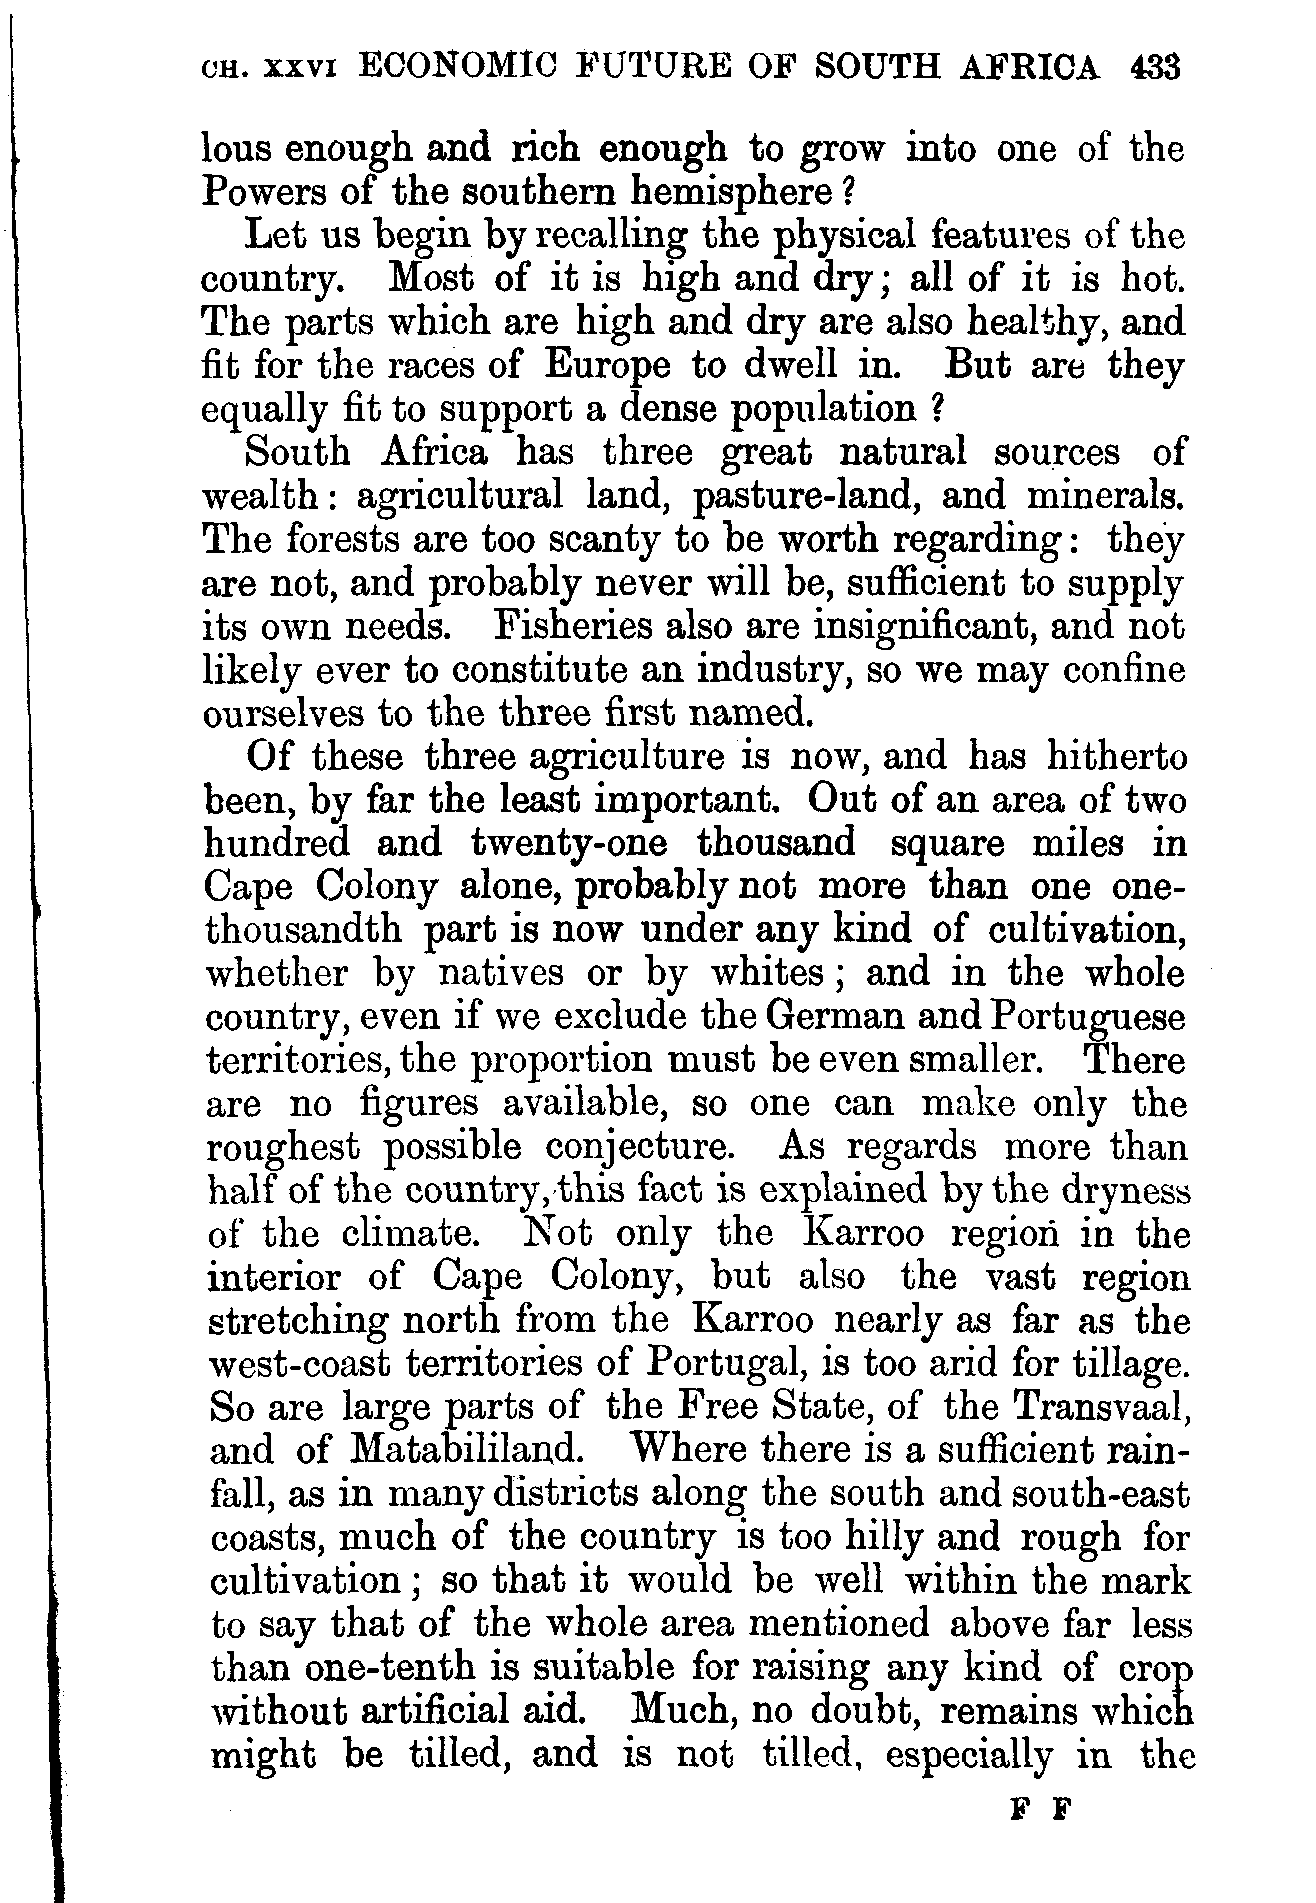 CH. XXVI ECONOMIC FUTURE OF SOUTH AFRICA 433
lous enough and rich enough to grow into one of the
Powers of the southern hemisphere ?
Let us begin by recalling the physical features of the
country. Most of it is high and dry ; all of it is hot.
The parts which are high and dry are also healthy, and
fit for the races of Europe to dwell in. But are they
equally fit to support a dense population ?
South Africa has three great natural sources of
wealth : agricultural land, pasture-land, and minerals.
The forests are too scanty to be worth regarding : they
are not, and probably never will be, sufficient to supply
its own needs. Fisheries also are insignificant, and not
likely ever to constitute an industry, so we may confine
ourselves to the three first named.
Of these three agriculture is now, and has hitherto
been, by far the least important. Out of an area of two
hundred and twenty-one thousand square miles in
Cape Colony alone, probably not more than one one-
thousandth part is now under any kind of cultivation,
whether by natives or by whites ; and in the whole
country, even if we exclude the German and Portuguese
territories, the proportion must be even smaller. There
are no figures available, so one can make only the
roughest possible conjecture. As regards more than
half of the country, this fact is explained by the dryness
of the climate. Not only the Karroo region in the
interior of Cape Colony, but also the vast region
stretching north from the Karroo nearly as far as the
west-coast territories of Portugal, is too arid for tillage.
So are large parts of the Free State, of the Transvaal,
and of Matabililand. Where there is a sufficient rain-
fall, as in many districts along the south and south-east
coasts, much of the country is too hilly and rough for
cultivation ; so that it would be well within the mark
to say that of the whole area mentioned above far less
than one-tenth is suitable for raising any kind of crop
without artificial aid. Much, no doubt, remains which
might be tilled, and is not tilled, especially in the
F F